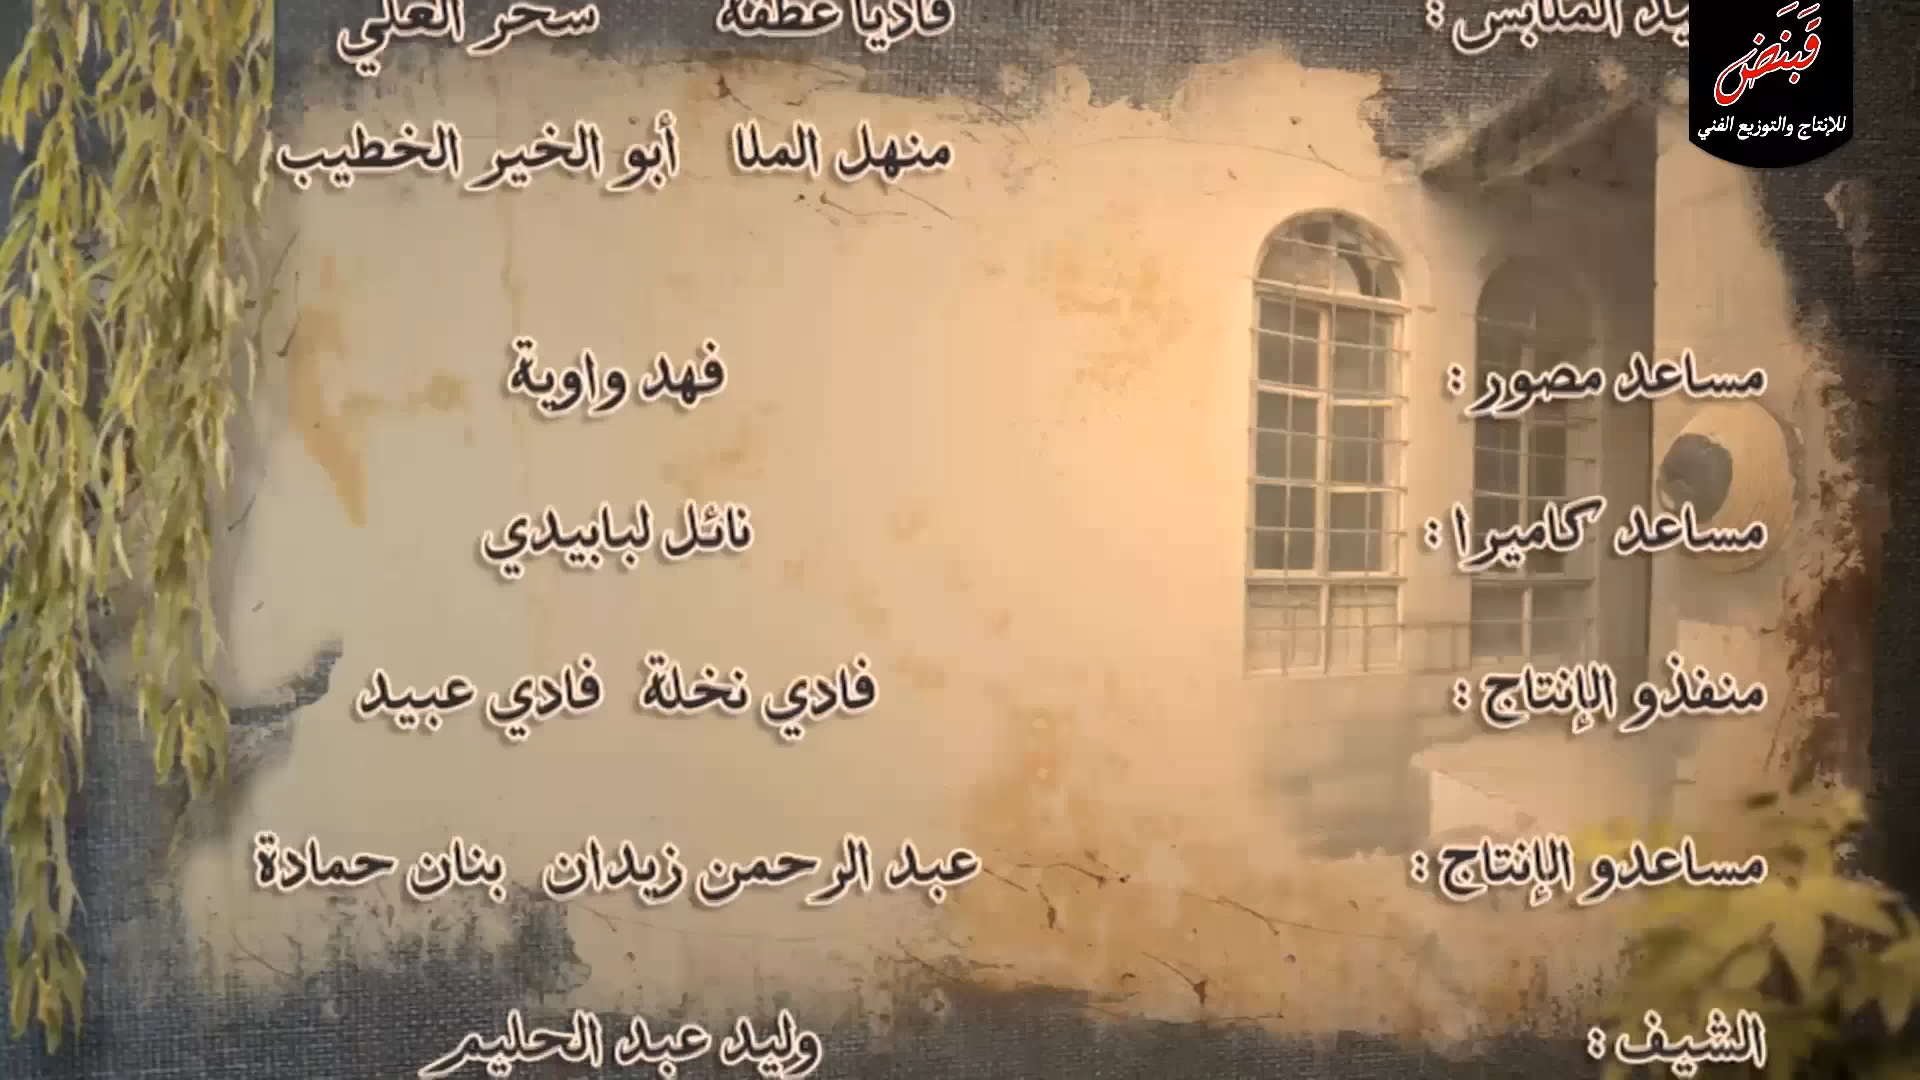 قَبَنَض
للإنتاج والتوزيع الفني
الملابس : فاديا عطفة سحر العلي
منهل الملا أبو الخير الخطيب
مساعد مصور : فهد واوية
مساعد كاميرا : نائل لبابيدي
منفذو الإنتاج : فادي نخلة فادي عبيد
مساعدو الإنتاج : عبد الرحمن زيدان بنان حمادة
الشيف : وليد عبد الحليم